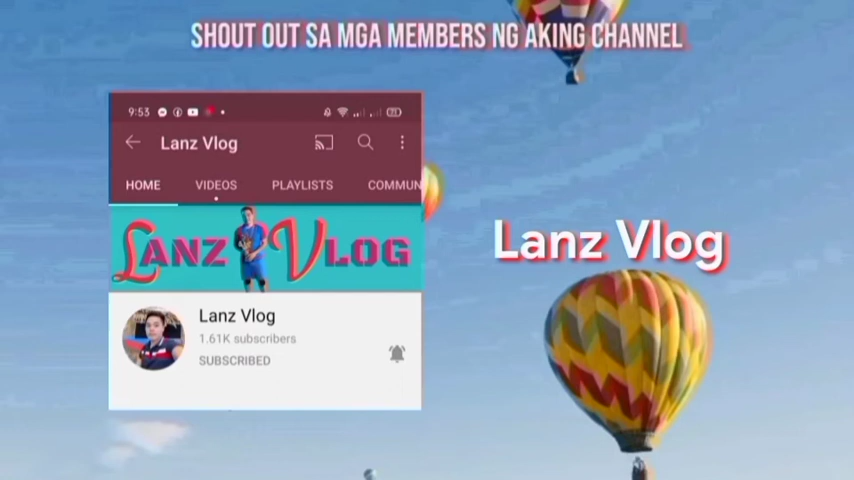 SHOUT OUT SA MGA MEMBERS NG AKING CHANNEL
9:53
Lanz Vlog
HOME VIDEOS PLAYLISTS COMMUN
LANZ VLOG
Lanz Vlog
1.61K subscribers
SUBSCRIBED
Lanz Vlog